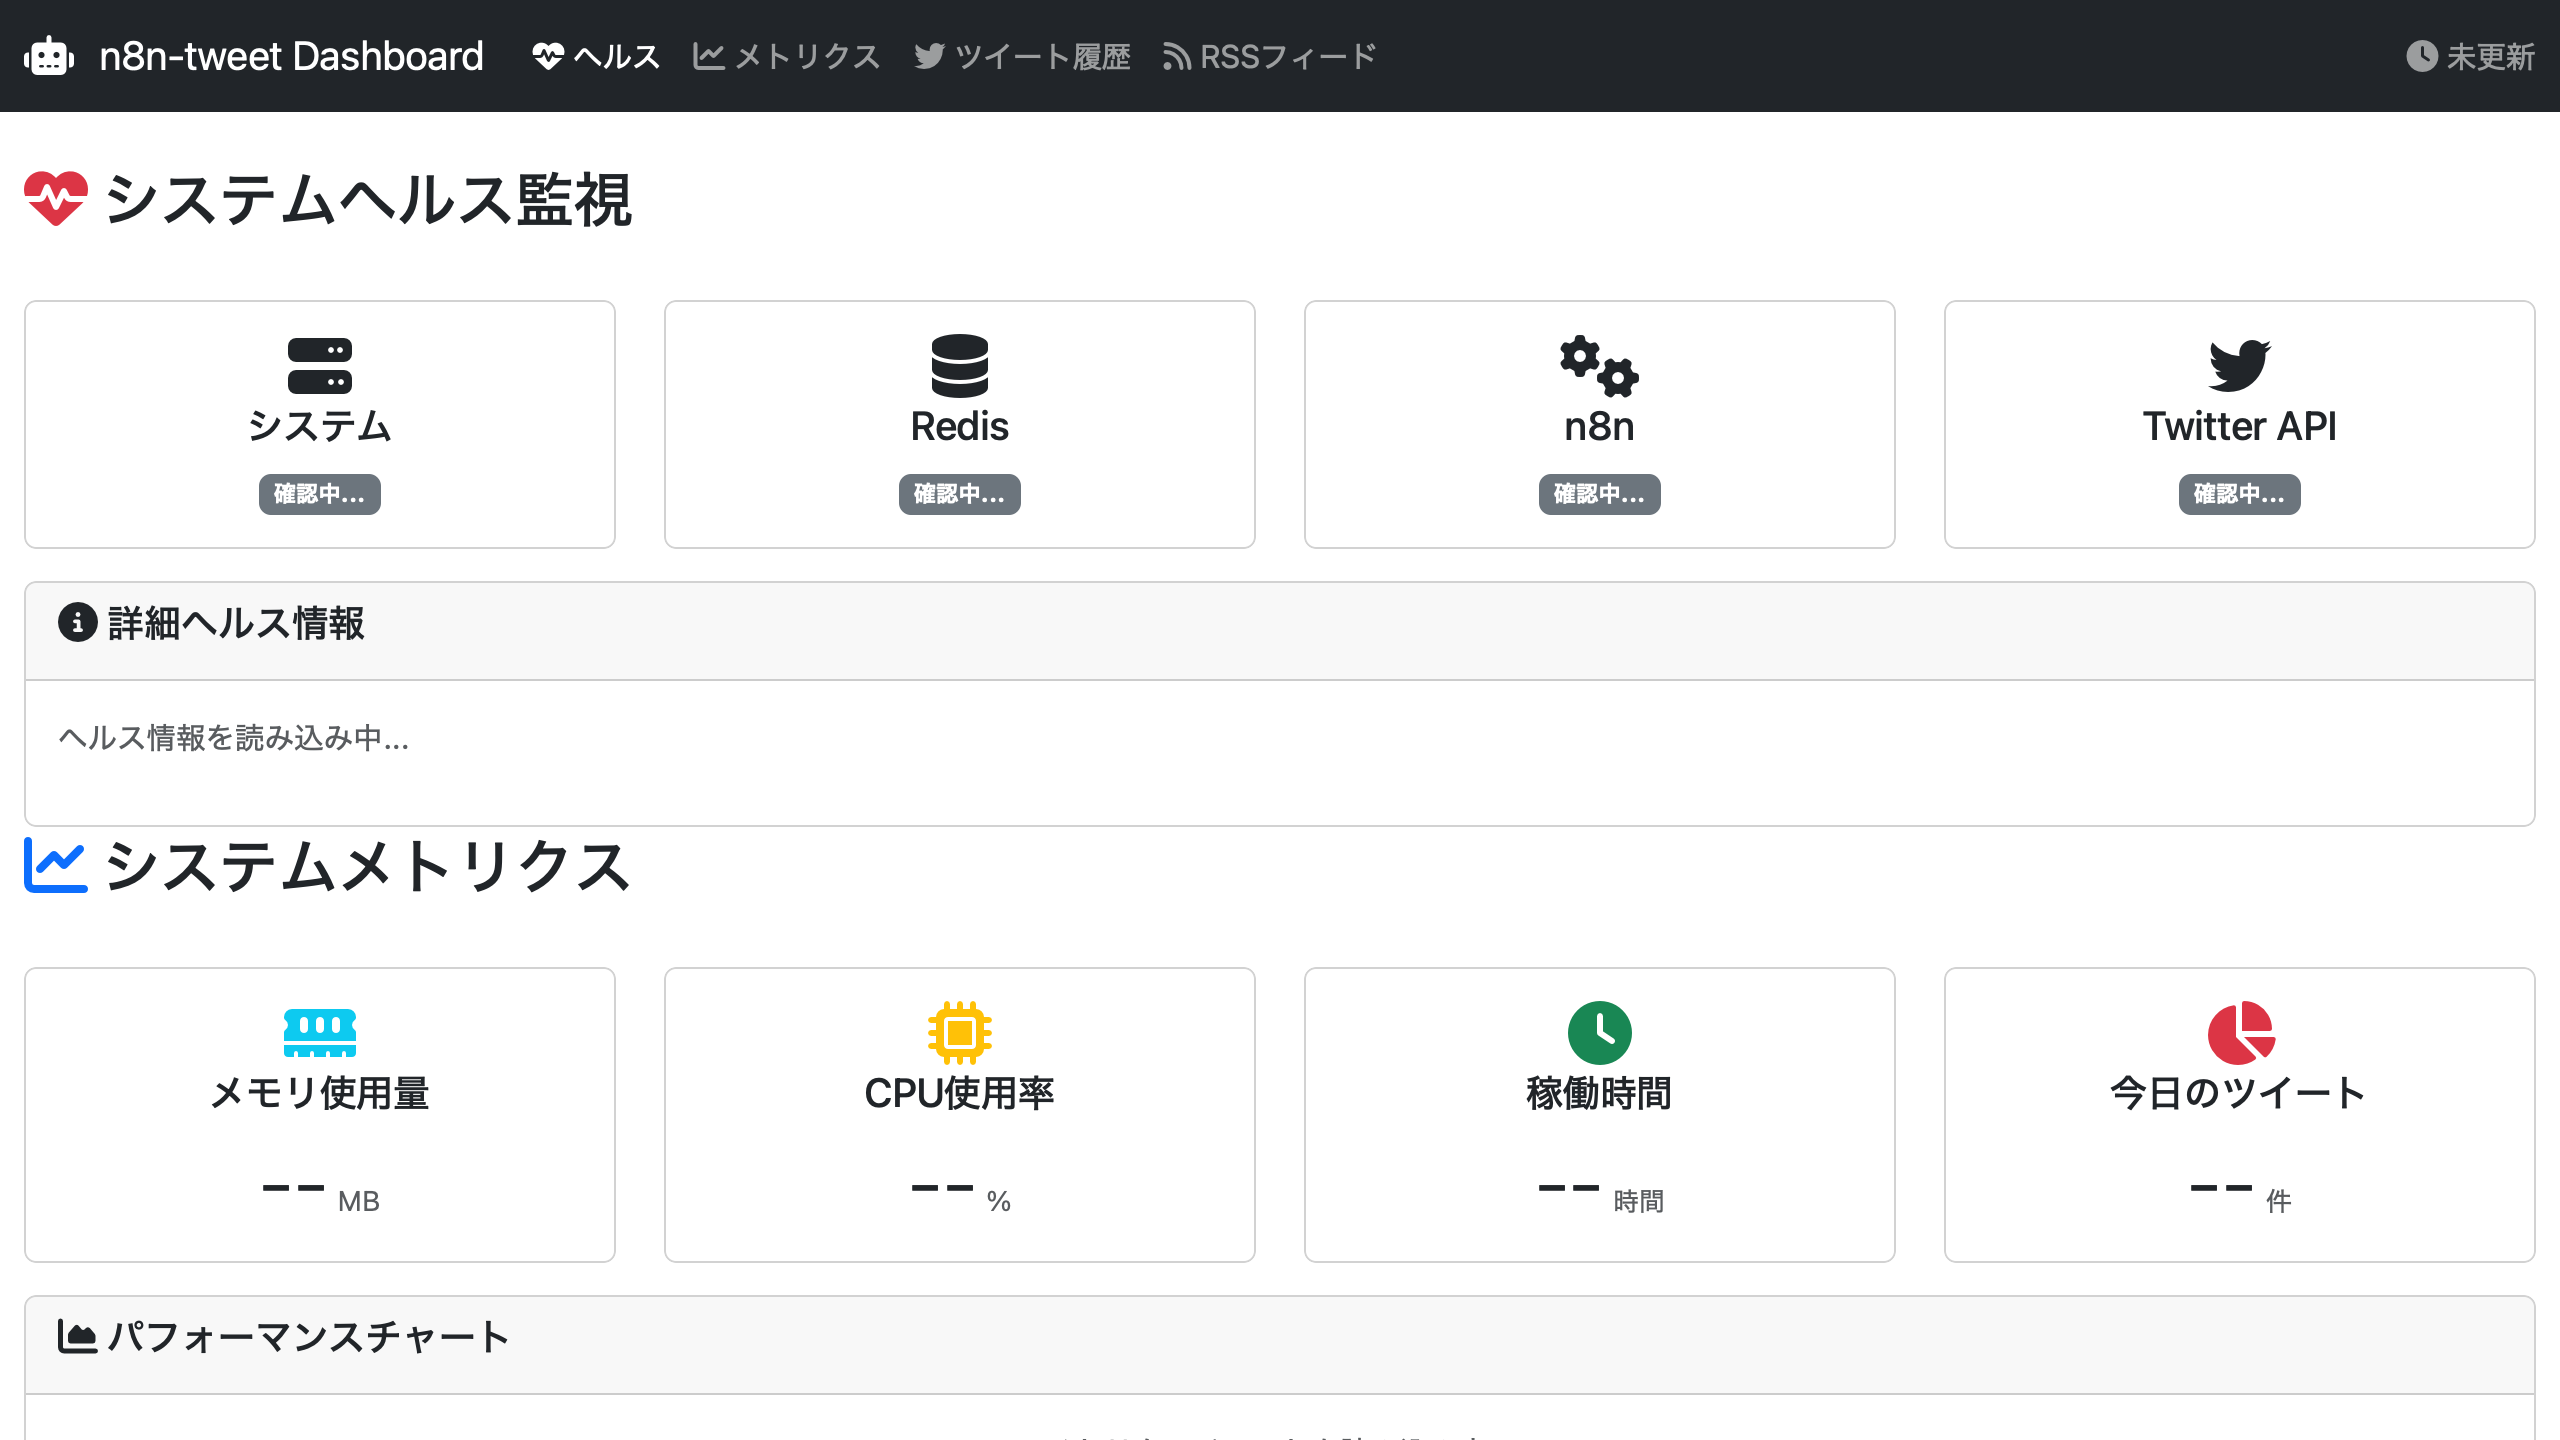 n8n-tweet Dashboard ヘルス メトリクス ツイート履歴 RSSフィード 未更新
システムヘルス監視
システム Redis n8n Twitter API
確認中... 確認中... 確認中... 確認中...
詳細ヘルス情報
ヘルス情報を読み込み中...
システムメトリクス
メモリ使用量 CPU使用率 稼働時間 今日のツイート
-- MB -- % -- 時間 -- 件
パフォーマンスチャート